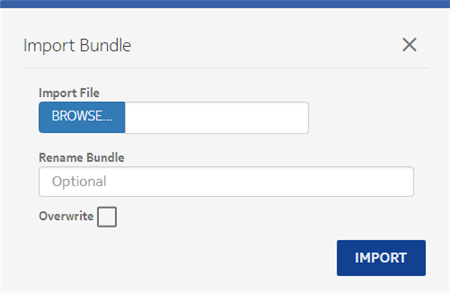 Import Bundle
Import File
BROWSE...
Rename Bundle
Optional
Overwrite
IMPORT